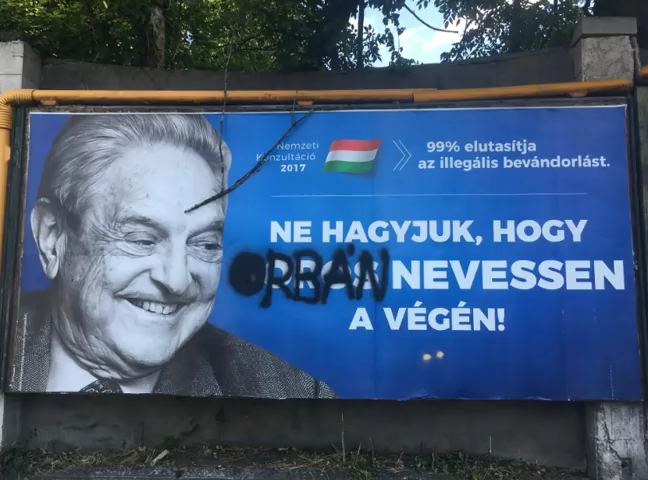 Nemzeti
Konzultáció
2017
99% elutasítja
az illegális bevándorlást.
NE HAGYJUK, HOGY
ORBÁN NEVESSEN
A VÉGÉN!